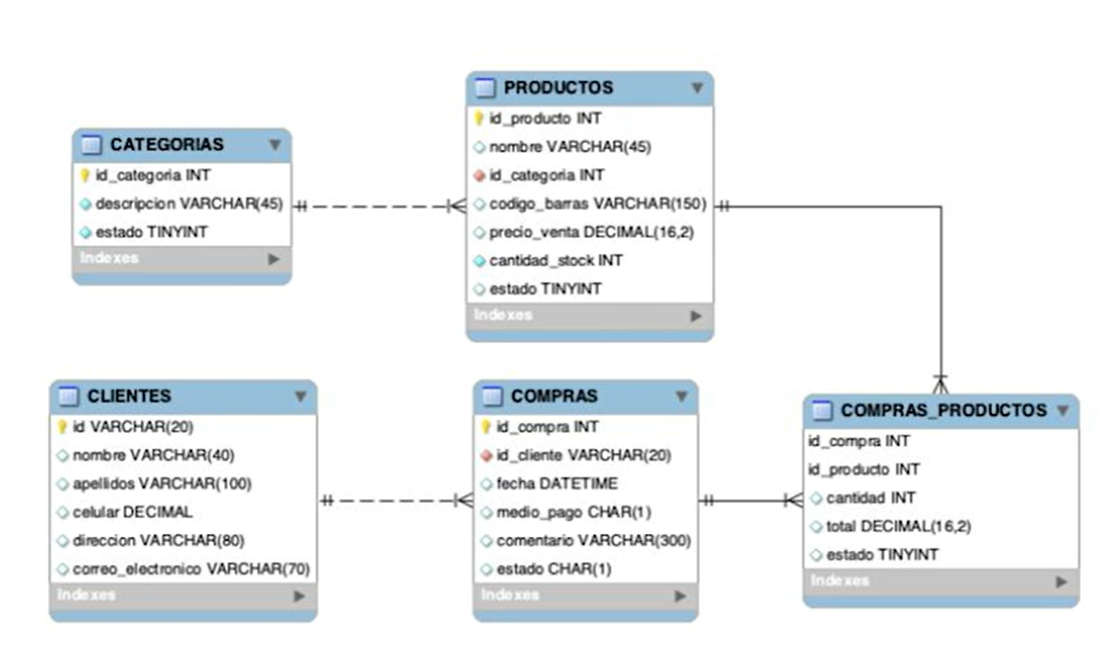 PRODUCTOS
id_producto INT
nombre VARCHAR(45)
id_categoria INT
codigo_barras VARCHAR(150)
precio_venta DECIMAL(16,2)
cantidad_stock INT
estado TINYINT
Indexes
CATEGORIAS
id_categoria INT
descripcion VARCHAR(45)
estado TINYINT
Indexes
CLIENTES
id VARCHAR(20)
nombre VARCHAR(40)
apellidos VARCHAR(100)
celular DECIMAL
direccion VARCHAR(80)
correo_electronico VARCHAR(70)
Indexes
COMPRAS
id_compra INT
id_cliente VARCHAR(20)
fecha DATETIME
medio_pago CHAR(1)
comentario VARCHAR(300)
estado CHAR(1)
Indexes
COMPRAS_PRODUCTOS
id_compra INT
id_producto INT
cantidad INT
total DECIMAL(16,2)
estado TINYINT
Indexes